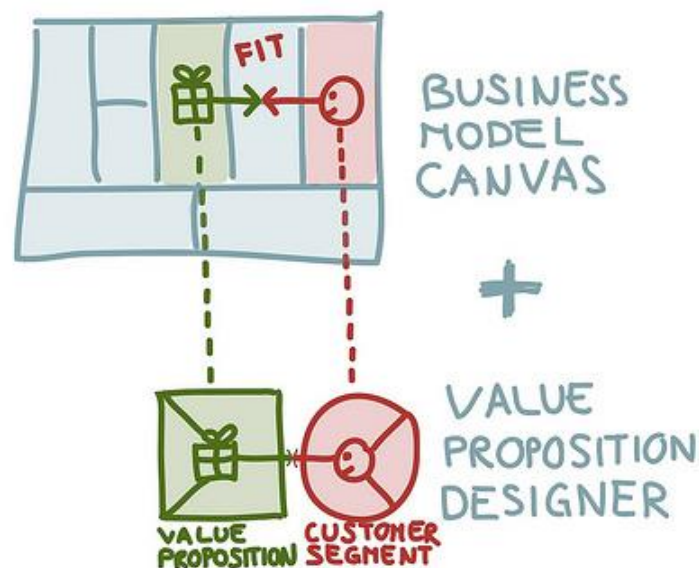 FIT
BUSINESS
MODEL
CANVAS
+
VALUE
PROPOSITION
DESIGNER
VALUE
PROPOSITION
CUSTOMER
SEGMENT